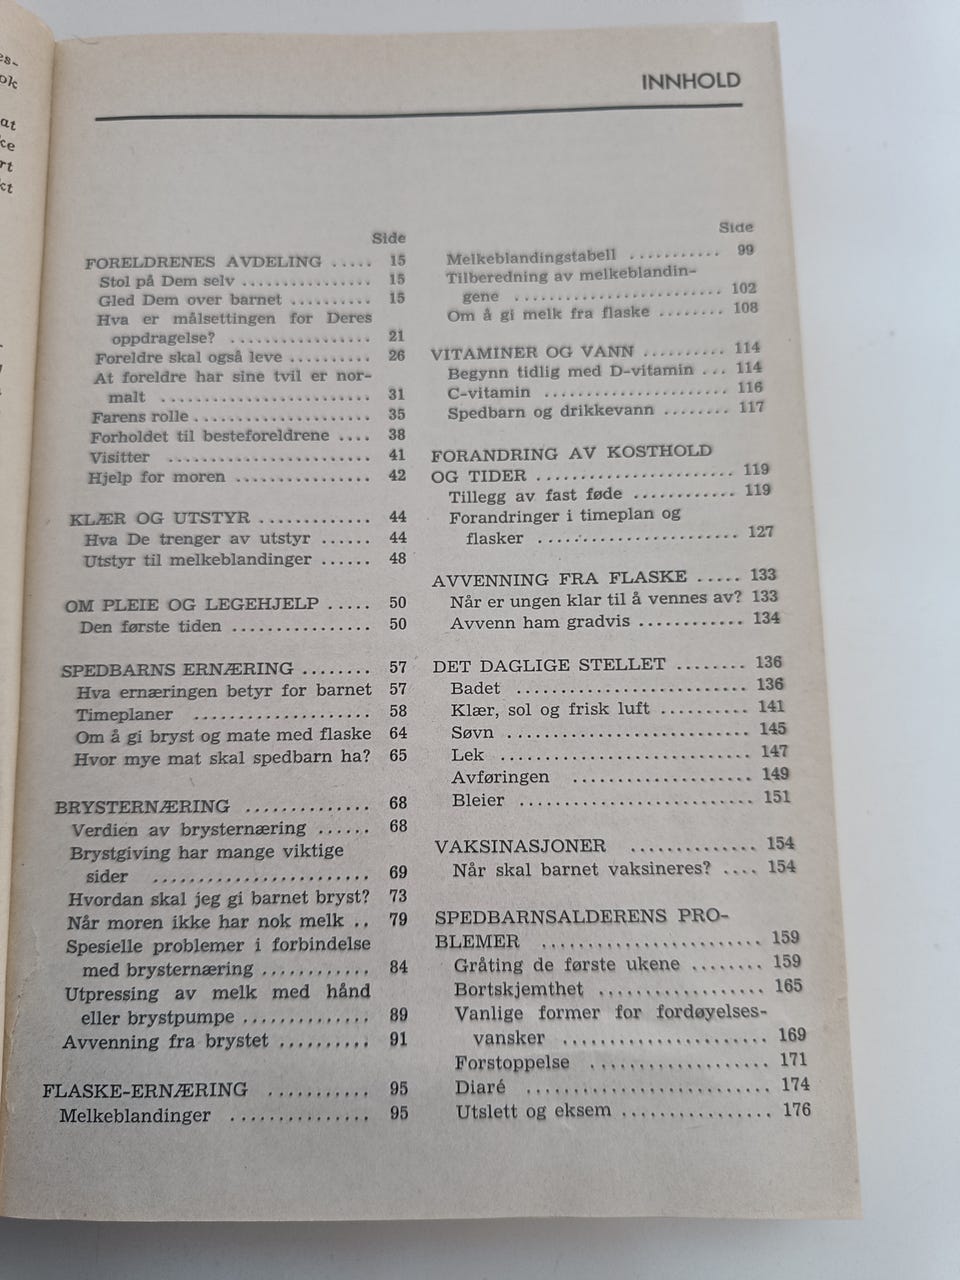 es-
ok
at
ke
rt
kt
INNHOLD
Side
FORELDRENES AVDELING ..... 15
Stol på Dem selv ................ 15
Gled Dem over barnet .......... 15
Hva er målsettingen for Deres
oppdragelse? ................. 21
Foreldre skal også leve .......... 26
At foreldre har sine tvil er nor-
malt ......................... 31
Farens rolle ..................... 35
Forholdet til besteforeldrene .... 38
Visitter ........................ 41
Hjelp for moren ................ 42
KLÆR OG UTSTYR ............. 44
Hva De trenger av utstyr ...... 44
Utstyr til melkeblandinger ...... 48
OM PLEIE OG LEGEHJELP ..... 50
Den første tiden ................ 50
SPEDBARNS ERNÆRING ........ 57
Hva ernæringen betyr for barnet 57
Timeplaner .................... 58
Om å gi bryst og mate med flaske 64
Hvor mye mat skal spedbarn ha? 65
BRYSTERNÆRING ............. 68
Verdien av brysternæring ...... 68
Brystgiving har mange viktige
sider ........................ 69
Hvordan skal jeg gi barnet bryst? 73
Når moren ikke har nok melk .. 79
Spesielle problemer i forbindelse
med brysternæring ............ 84
Utpressing av melk med hånd
eller brystpumpe .............. 89
Avvenning fra brystet .......... 91
FLASKE-ERNÆRING ........... 95
Melkeblandinger ................ 95
Side
Melkeblandingstabell ........... 99
Tilberedning av melkeblandin-
gene ........................ 102
Om å gi melk fra flaske ........ 108
VITAMINER OG VANN .......... 114
Begynn tidlig med D-vitamin ... 114
C-vitamin ...................... 116
Spedbarn og drikkevann ........ 117
FORANDRING AV KOSTHOLD
OG TIDER ...................... 119
Tillegg av fast føde ............ 119
Forandringer i timeplan og
flasker ....................... 127
AVVENNING FRA FLASKE ..... 133
Når er ungen klar til å vennes av? 133
Avvenn ham gradvis ............ 134
DET DAGLIGE STELLET ........ 136
Badet .......................... 136
Klær, sol og frisk luft .......... 141
Søvn ........................... 145
Lek ............................ 147
Avføringen .................... 149
Bleier .......................... 151
VAKSINASJONER .............. 154
Når skal barnet vaksineres? .... 154
SPEDBARNSALDERENS PRO-
BLEMER ........................ 159
Gråting de første ukene ........ 159
Bortskjemthet .................. 165
Vanlige former for fordøyelses-
vansker ...................... 169
Forstoppelse .................... 171
Diaré .......................... 174
Utslett og eksem ................ 176